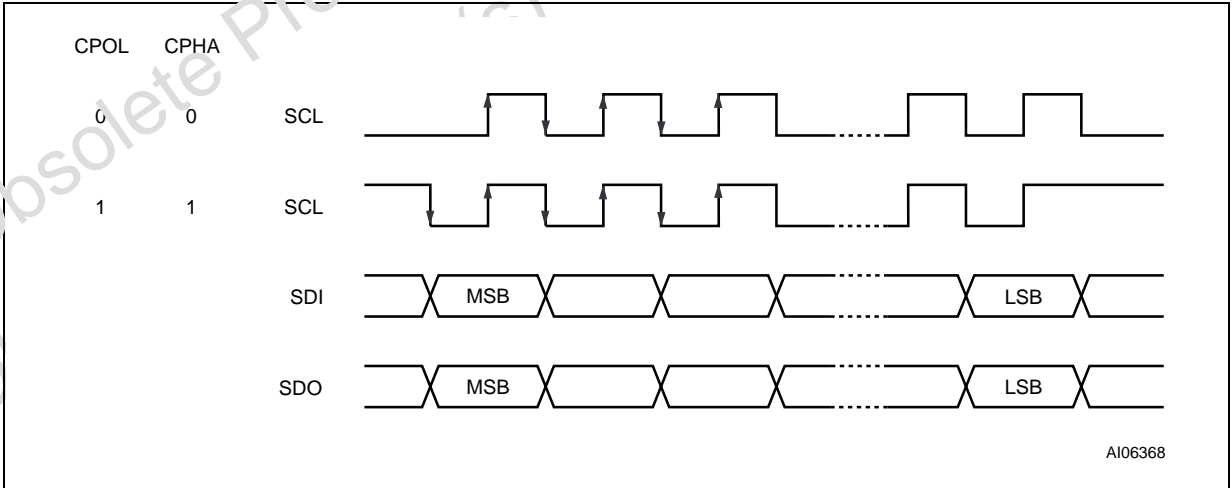 CPOL CPHA
0 0 SCL
1 1 SCL
SDI MSB LSB
SDO MSB LSB
AI06368